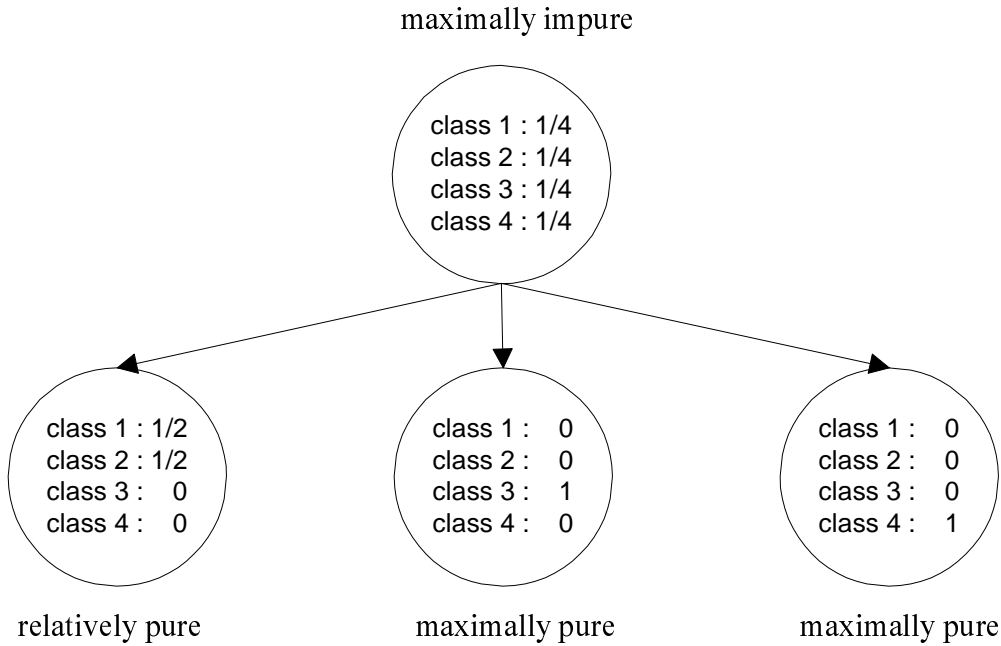 maximally impure
class 1 : 1/4
class 2 : 1/4
class 3 : 1/4
class 4 : 1/4
class 1 : 1/2
class 2 : 1/2
class 3 : 0
class 4 : 0
relatively pure
class 1 : 0
class 2 : 0
class 3 : 1
class 4 : 0
maximally pure
class 1 : 0
class 2 : 0
class 3 : 0
class 4 : 1
maximally pure